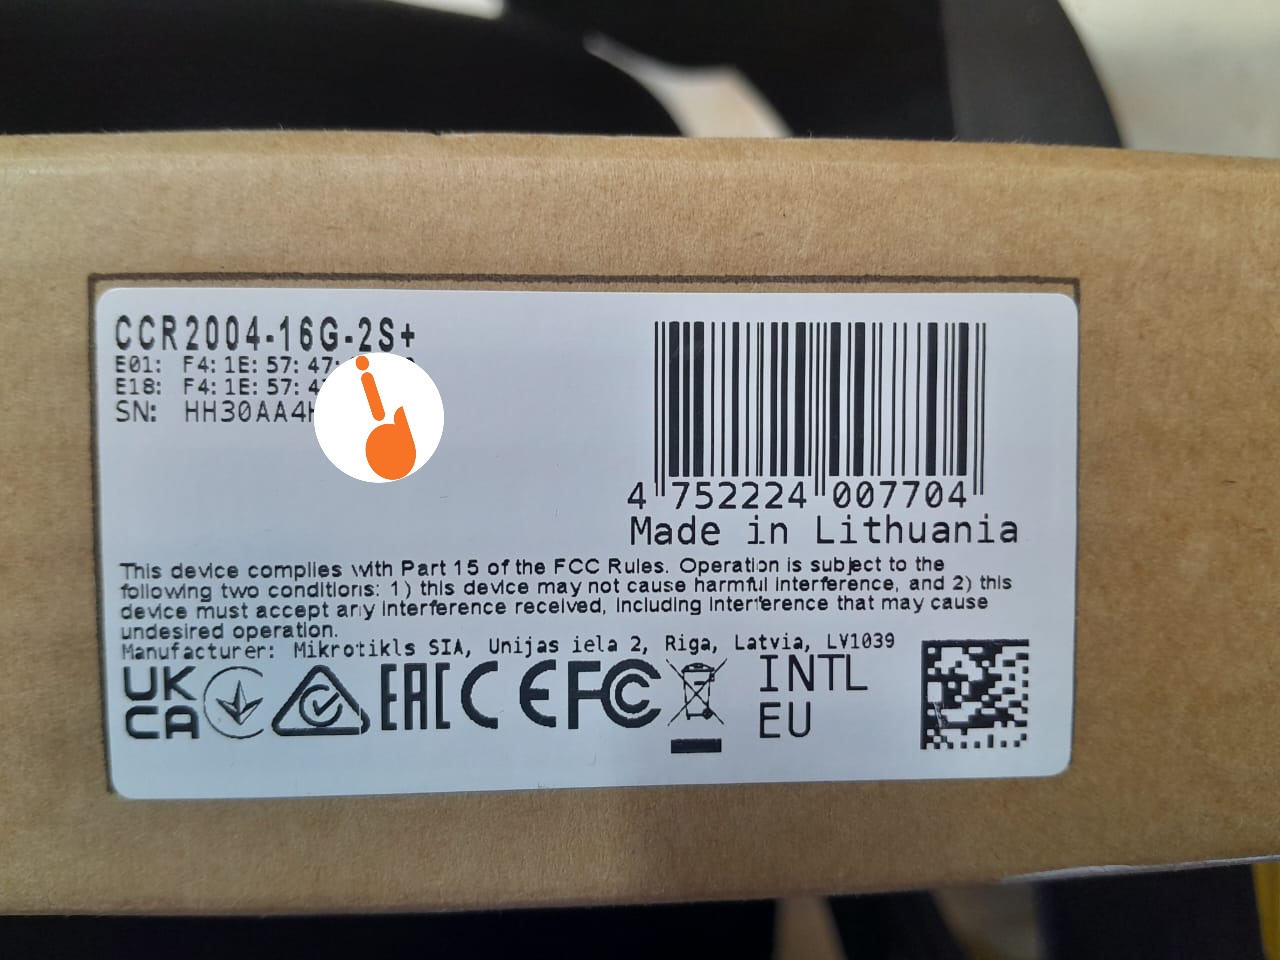 CCR2004-16G-2S+
E01: F4: 1E: 57: 47:
E18: F4: 1E: 57:
SN: HH30AA4
4 752224 007704
Made in Lithuania
This device complies with Part 15 of the FCC Rules. Operation is subject to the
following two conditions: 1) this device may not cause harmful interference, and 2) this
device must accept any interference received, including interference that may cause
undesired operation.
Manufacturer: Mikrotikls SIA, Unijas iela 2, Riga, Latvia, LV1039
UK
CA
EAC CE FC
INTL
EU